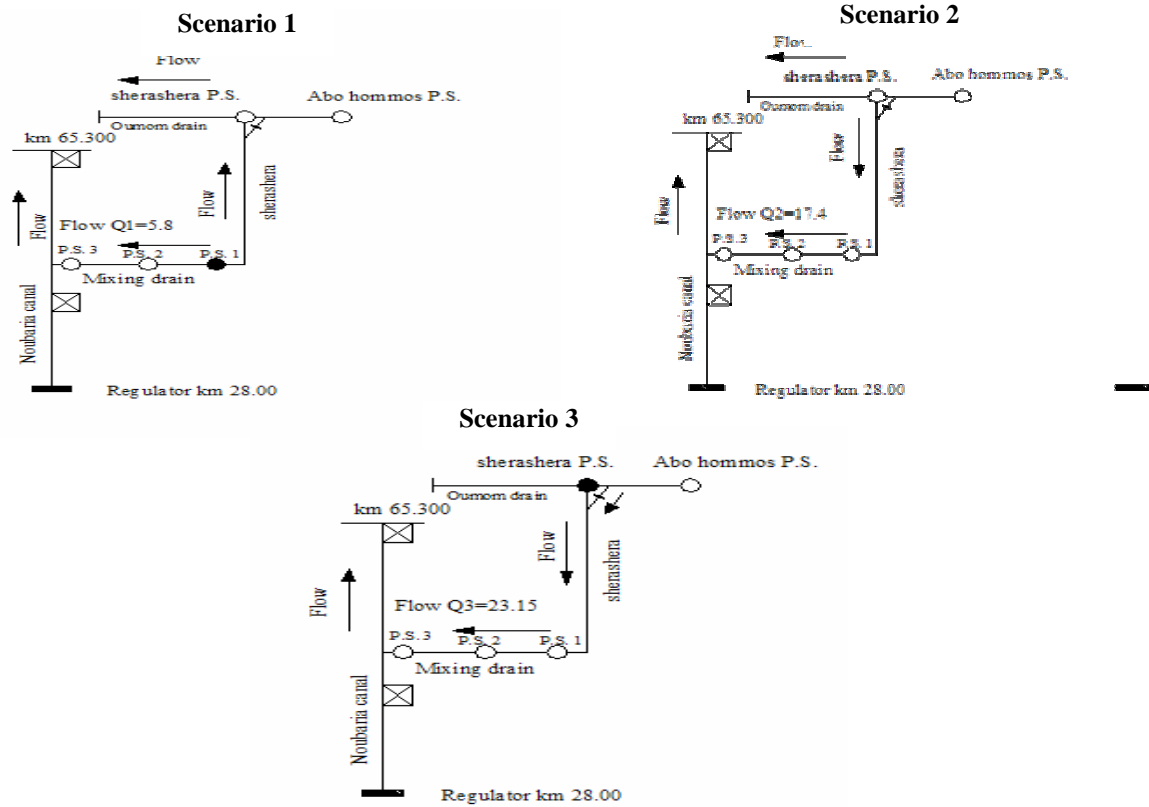 Scenario 1
Flow
sherashera P.S.
Abo hommos P.S.
Oumom drain
km 65.300
Flow
Flow
sherashera
Flow Q1=5.8
P.S. 3
P.S. 2
P.S. 1
Mixing drain
Noubaria canal
Regulator km 28.00
Scenario 2
Flow
sherashera P.S.
Abo hommos P.S.
Oumom drain
km 65.300
Flow
Flow
sherashera
Flow Q2=17.4
P.S. 3
P.S. 2
P.S. 1
Mixing drain
Noubaria canal
Regulator km 28.00
Scenario 3
sherashera P.S.
Abo hommos P.S.
Oumom drain
km 65.300
Flow
Flow
sherashera
Flow Q3=23.15
P.S. 3
P.S. 2
P.S. 1
Mixing drain
Noubaria canal
Regulator km 28.00